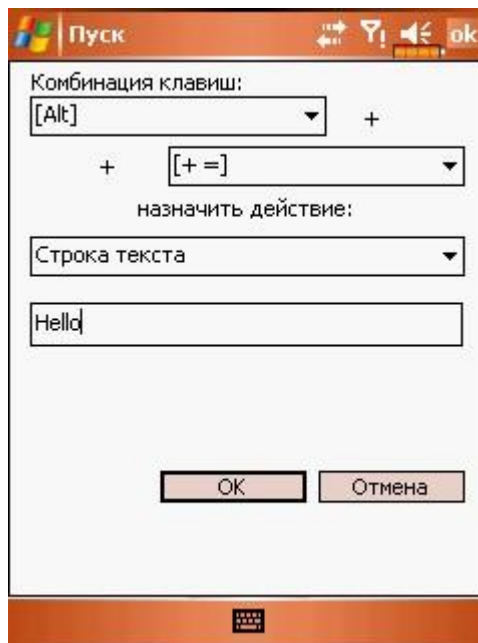 Пуск ok
Комбинация клавиш:
[Alt] +
+ [+ =]
назначить действие:
Строка текста
Hello
OK Отмена